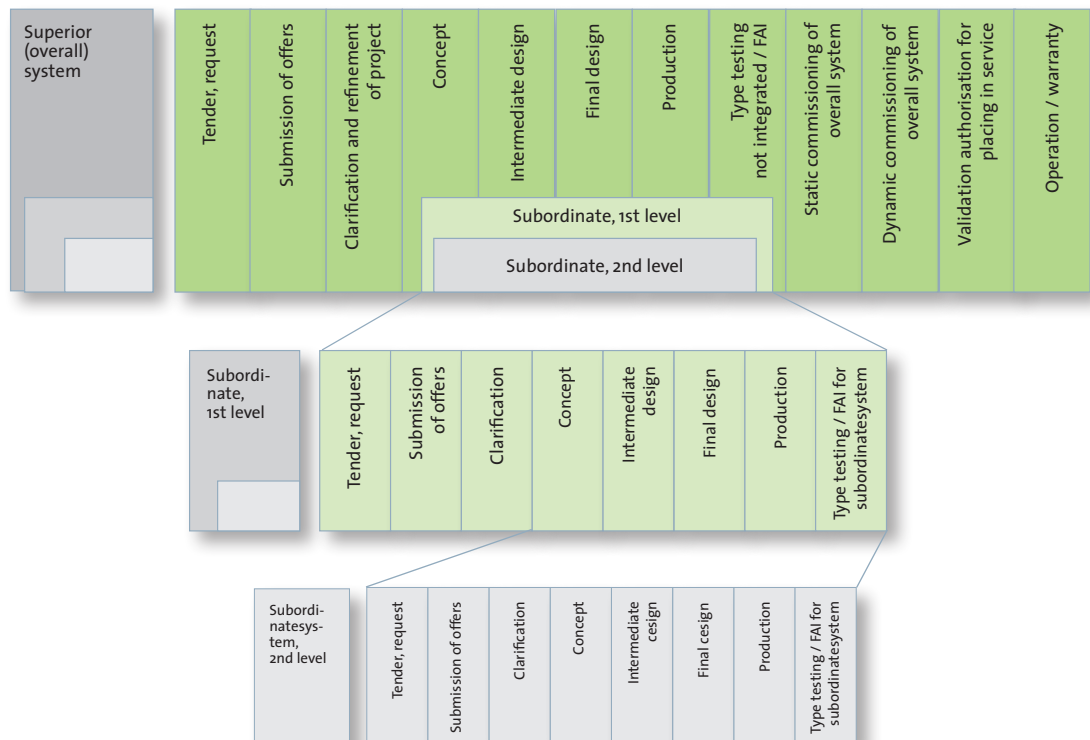 Superior
(overall)
system
Tender, request
Submission of offers
Clarification and refinement
of project
Concept
Intermediate design
Final design
Production
Type testing
not integrated / FAI
Static commissioning of
overall system
Dynamic commissioning of
overall system
Validation authorisation for
placing in service
Operation / warranty
Subordinate, 1st level
Subordinate, 2nd level
Subordi-
nate,
1st level
Tender, request
Submission
of offers
Clarification
Concept
Intermediate
design
Final design
Production
Type testing / FAI for
subordinatesystem
Subordi-
natesys-
tem,
2nd level
Tender, request
Submission of offers
Clarification
Concept
Intermediate
cesign
Final cesign
Production
Type testing / FAI for
subordinatesystem